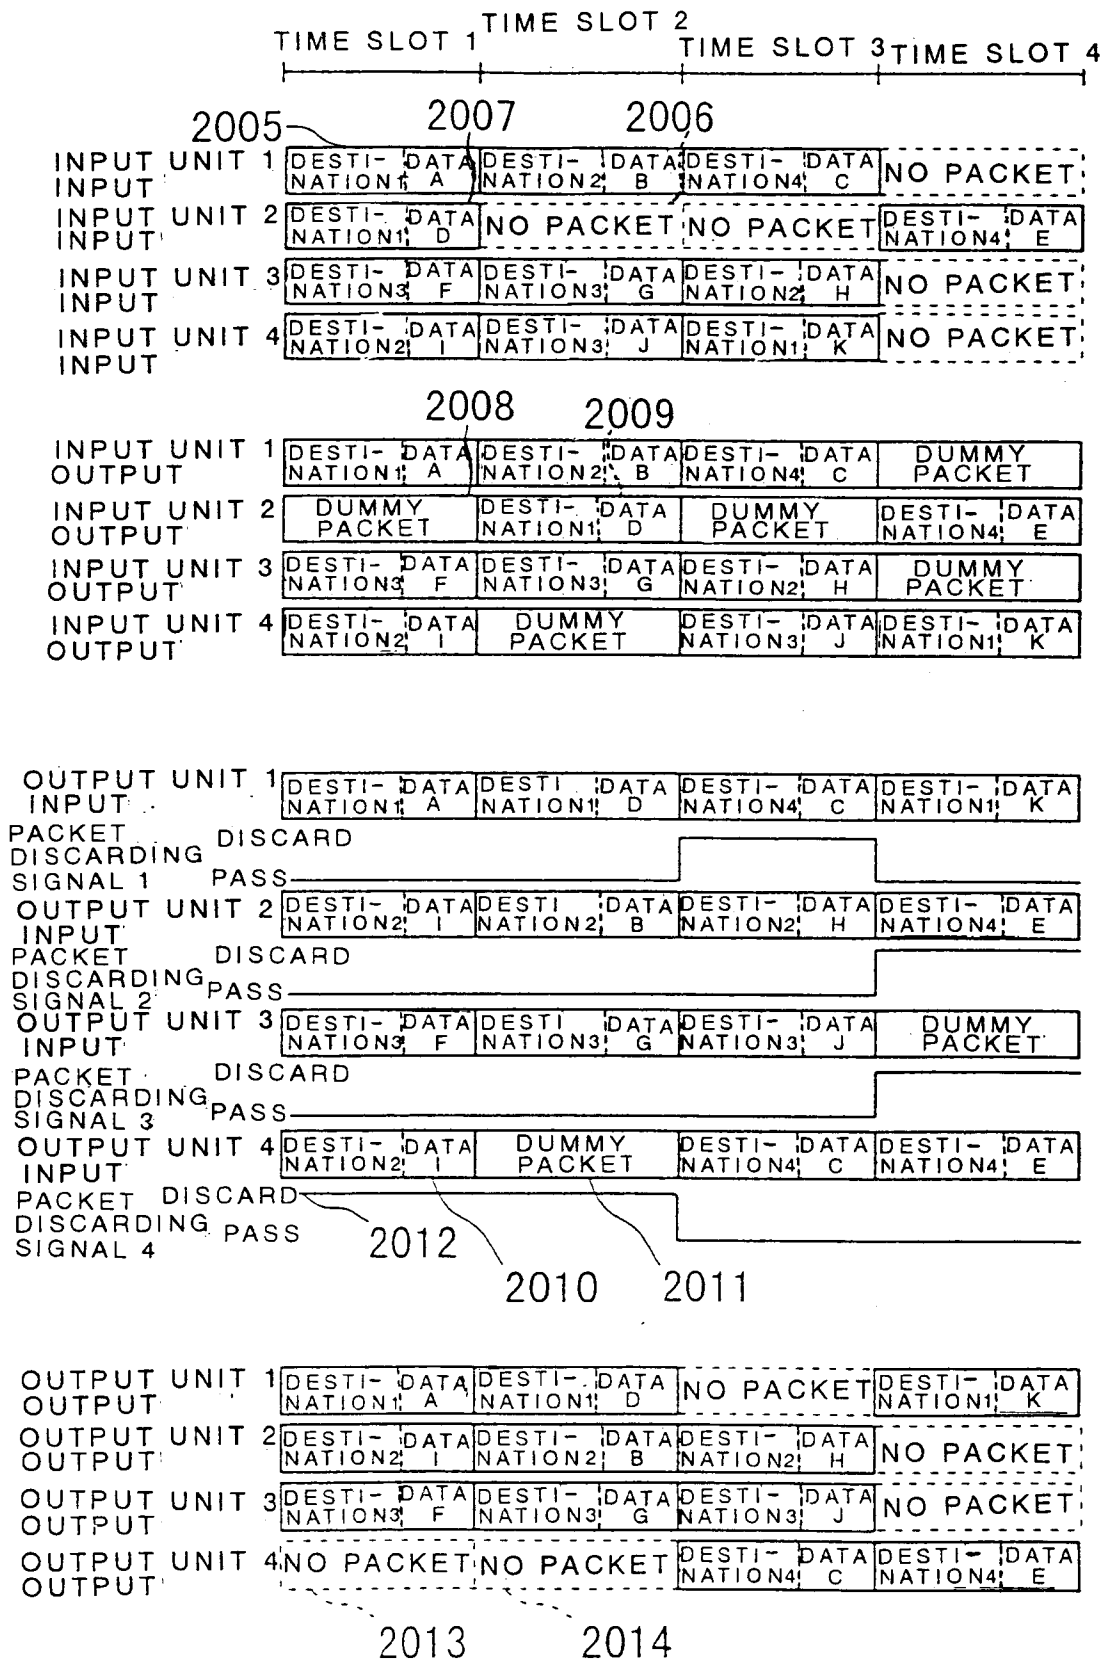 TIME SLOT 1 TIME SLOT 2 TIME SLOT 3 TIME SLOT 4
2005 2007 2006
INPUT UNIT 1 DESTI- DATA DESTI- DATA DESTI- DATA NO PACKET
INPUT NATION1 A NATION2 B NATION4 C
INPUT UNIT 2 DESTI- DATA NO PACKET NO PACKET DESTI- DATA
INPUT NATION1 D NATION4 E
INPUT UNIT 3 DESTI- DATA DESTI- DATA DESTI- DATA NO PACKET
INPUT NATION3 F NATION3 G NATION2 H
INPUT UNIT 4 DESTI- DATA DESTI- DATA DESTI- DATA NO PACKET
INPUT NATION2 I NATION3 J NATION1 K
2008 2009
INPUT UNIT 1 DESTI- DATA DESTI- DATA DESTI- DATA DUMMY
OUTPUT NATION1 A NATION2 B NATION4 C PACKET
INPUT UNIT 2 DUMMY DESTI- DATA DUMMY DESTI- DATA
OUTPUT PACKET NATION1 D PACKET NATION4 E
INPUT UNIT 3 DESTI- DATA DESTI- DATA DESTI- DATA DUMMY
OUTPUT NATION3 F NATION3 G NATION2 H PACKET
INPUT UNIT 4 DESTI- DATA DUMMY DESTI- DATA DESTI- DATA
OUTPUT NATION2 I PACKET NATION3 J NATION1 K
OUTPUT UNIT 1 DESTI- DATA DESTI DATA DESTI- DATA DESTI- DATA
INPUT NATION1 A NATION1 D NATION4 C NATION1 K
PACKET DISCARD
DISCARDING
SIGNAL 1 PASS
OUTPUT UNIT 2 DESTI- DATA DESTI DATA DESTI- DATA DESTI- DATA
INPUT NATION2 I NATION2 B NATION2 H NATION4 E
PACKET DISCARD
DISCARDING
SIGNAL 2 PASS
OUTPUT UNIT 3 DESTI- DATA DESTI DATA DESTI- DATA DUMMY
INPUT NATION3 F NATION3 G NATION3 J PACKET
PACKET DISCARD
DISCARDING
SIGNAL 3 PASS
OUTPUT UNIT 4 DESTI- DATA DUMMY DESTI- DATA DESTI- DATA
INPUT NATION2 I PACKET NATION4 C NATION4 E
PACKET DISCARD
DISCARDING PASS
SIGNAL 4
2012 2010 2011
OUTPUT UNIT 1 DESTI- DATA DESTI- DATA NO PACKET DESTI- DATA
OUTPUT NATION1 A NATION1 D NATION1 K
OUTPUT UNIT 2 DESTI- DATA DESTI- DATA DESTI- DATA NO PACKET
OUTPUT NATION2 I NATION2 B NATION2 H
OUTPUT UNIT 3 DESTI- DATA DESTI- DATA DESTI- DATA NO PACKET
OUTPUT NATION3 F NATION3 G NATION3 J
OUTPUT UNIT 4 NO PACKET NO PACKET DESTI- DATA DESTI- DATA
OUTPUT NATION4 C NATION4 E
2013 2014